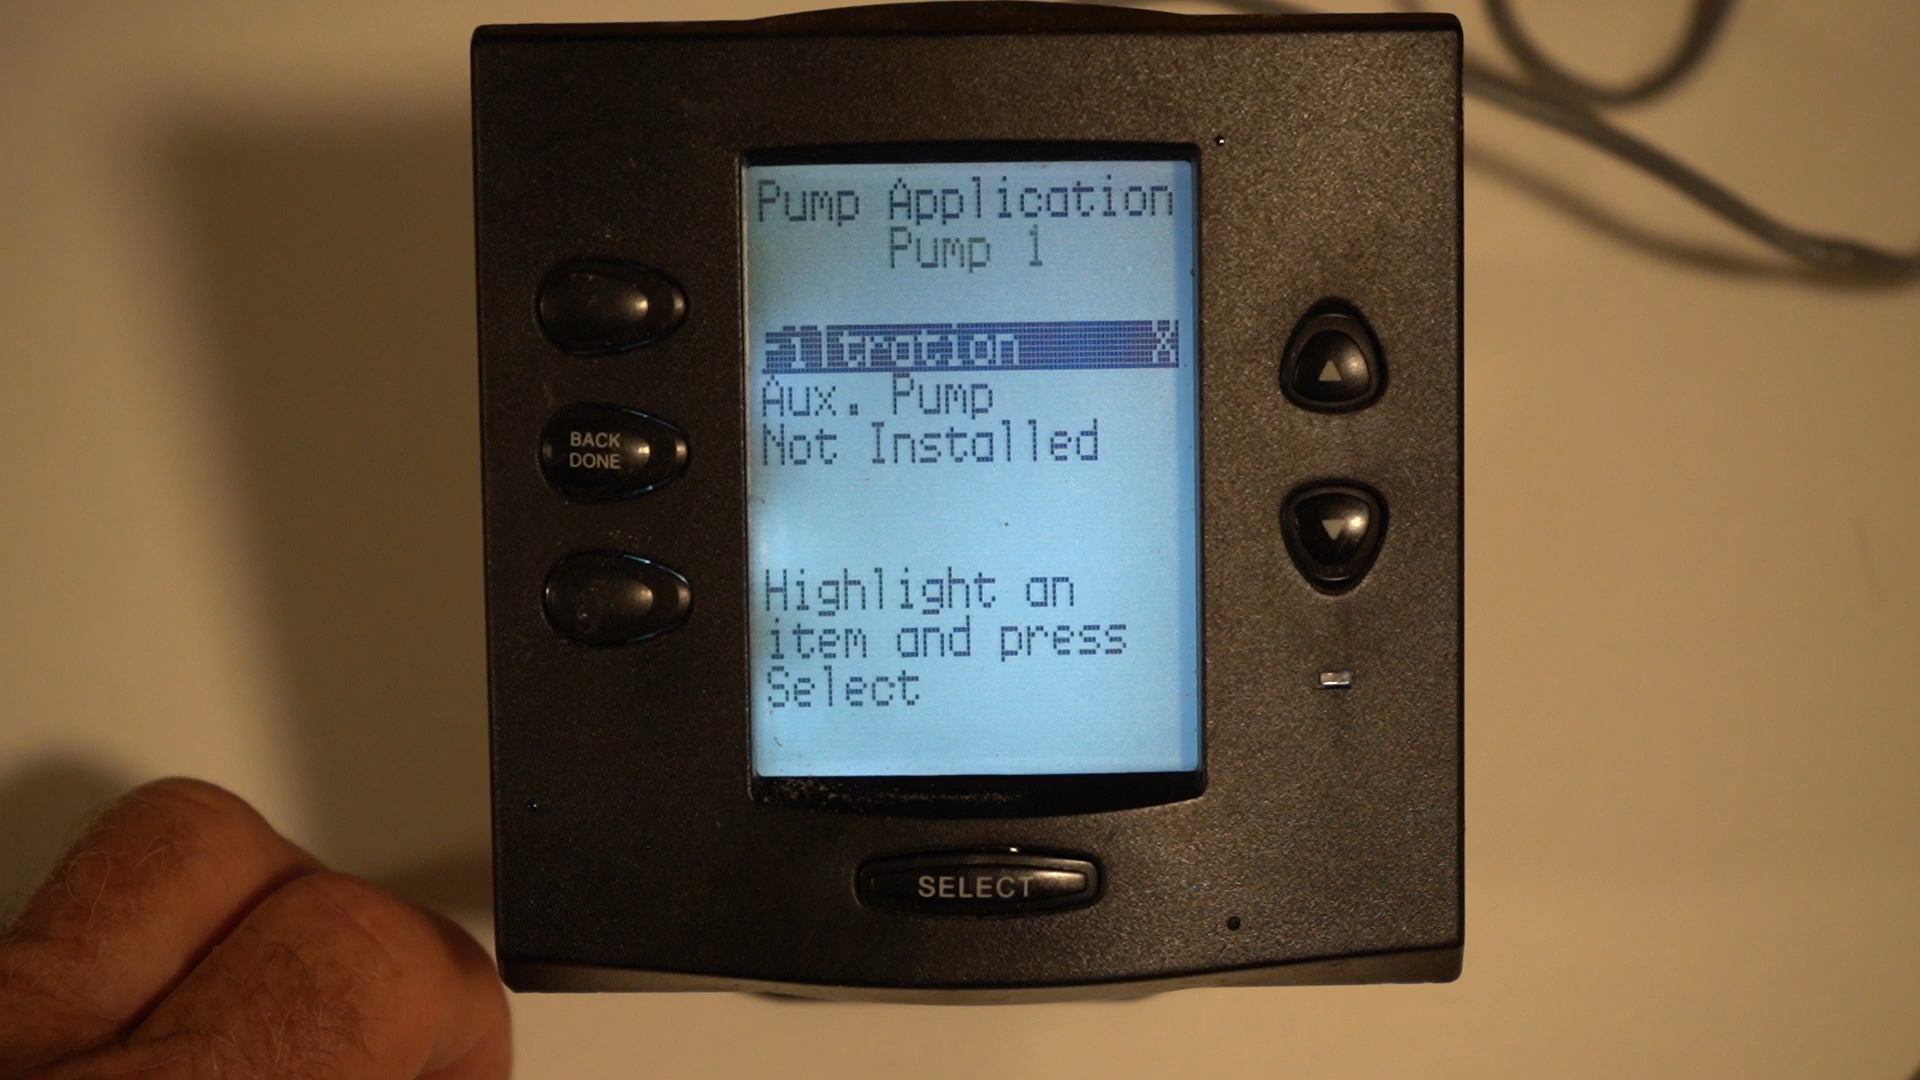 Pump Application
Pump 1
Filtration X
Aux. Pump
Not Installed
Highlight an
item and press
Select
BACK
DONE
SELECT